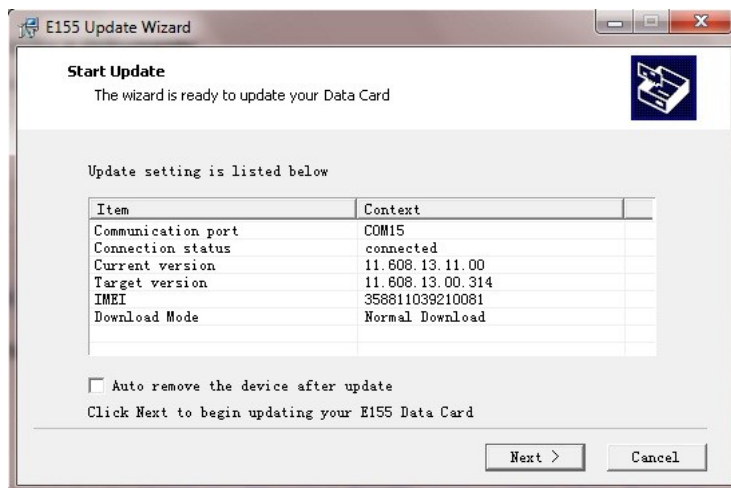 E155 Update Wizard
Start Update
The wizard is ready to update your Data Card
Update setting is listed below
Item Context
Communication port COM15
Connection status connected
Current version 11.608.13.11.00
Target version 11.608.13.00.314
IMEI 358811039210081
Download Mode Normal Download
Auto remove the device after update
Click Next to begin updating your E155 Data Card
Next > Cancel